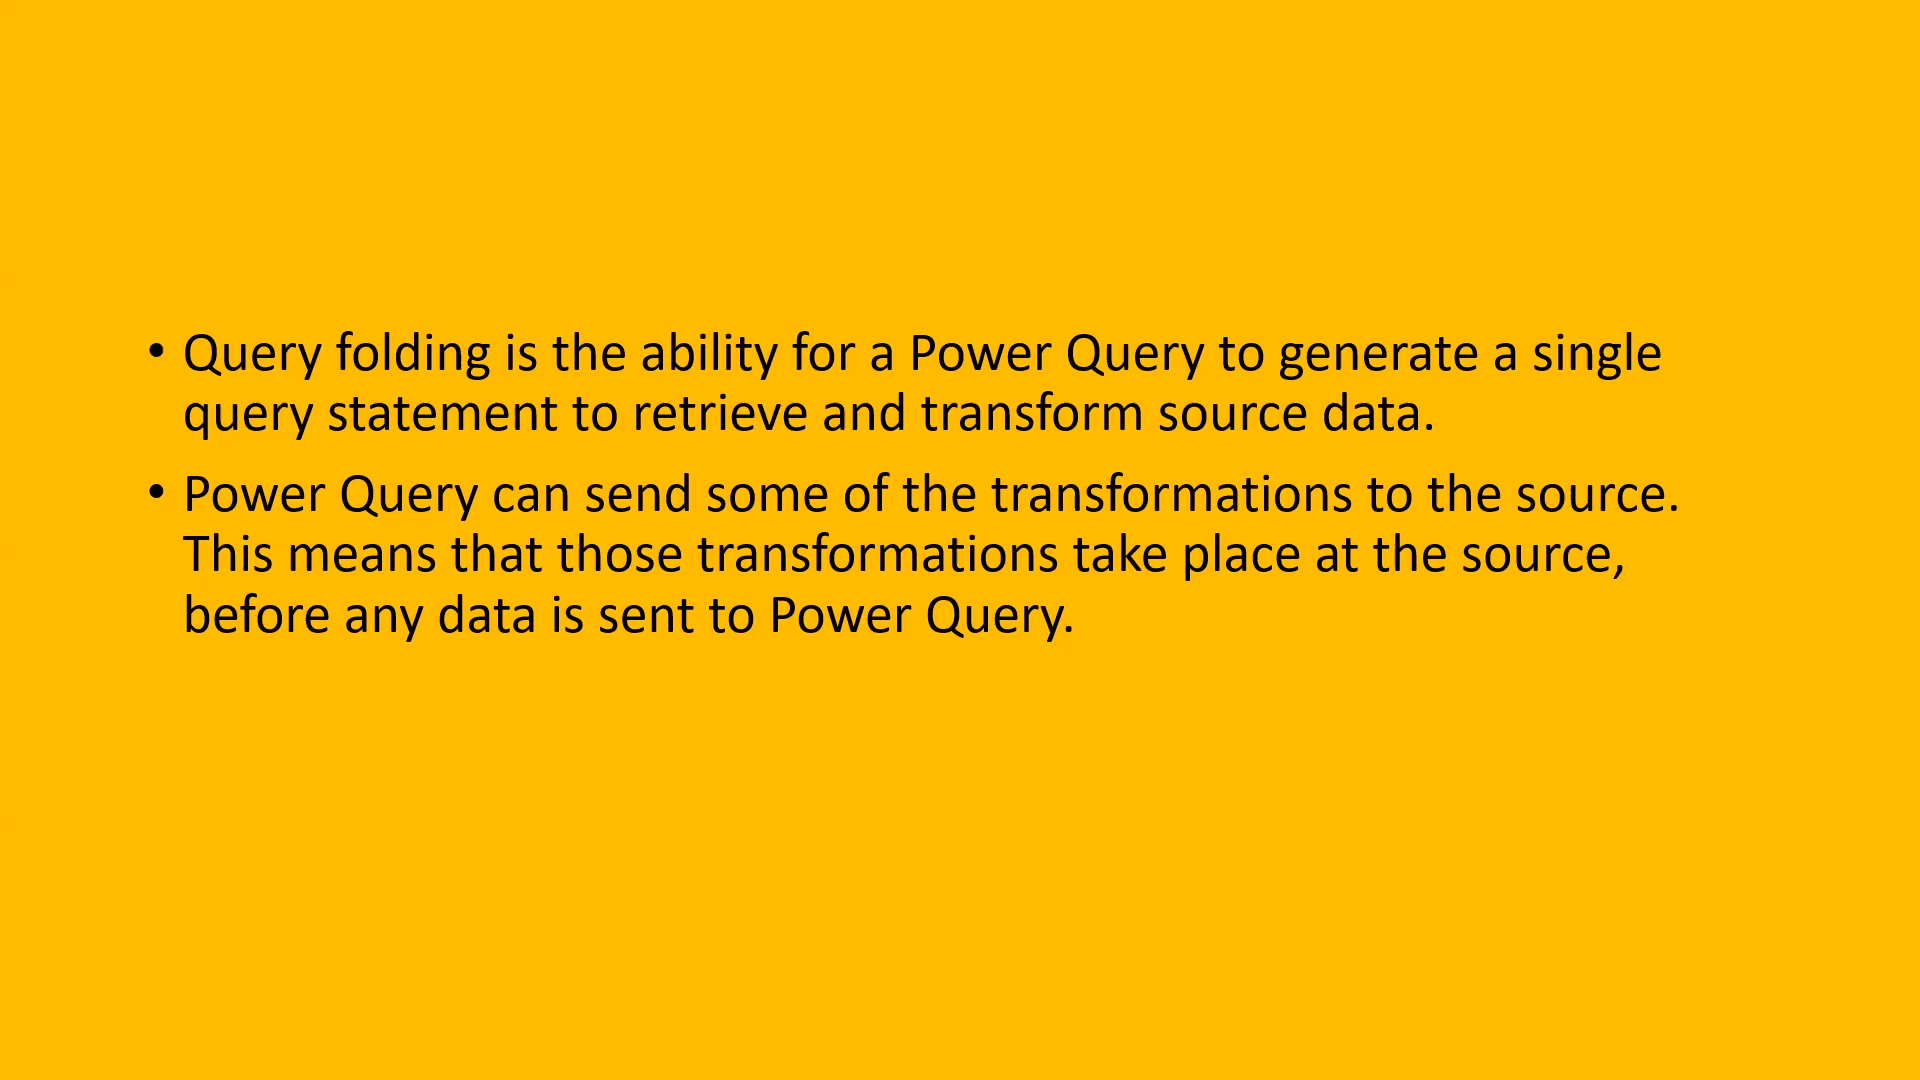 • Query folding is the ability for a Power Query to generate a single
query statement to retrieve and transform source data.
• Power Query can send some of the transformations to the source.
This means that those transformations take place at the source,
before any data is sent to Power Query.